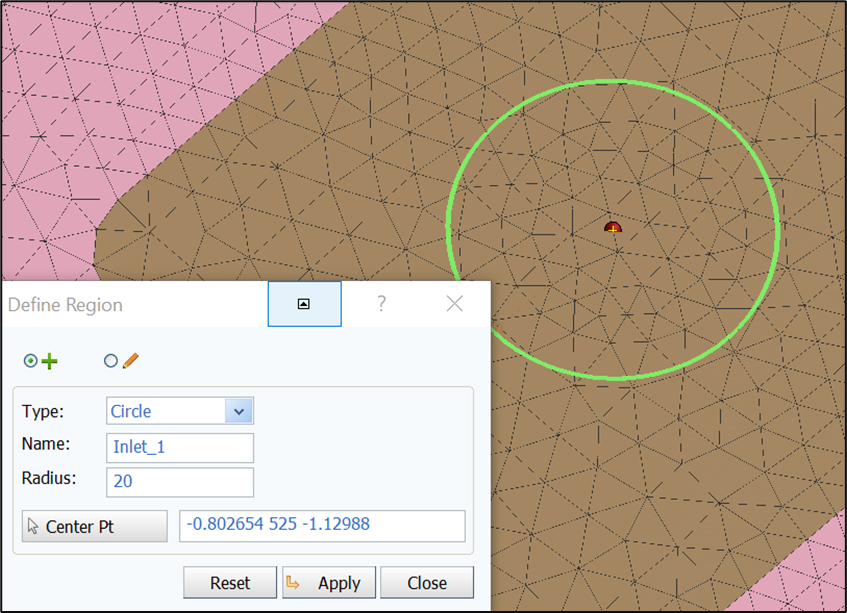 Define Region ?
Type: Circle
Name: Inlet_1
Radius: 20
Center Pt -0.802654 525 -1.12988
Reset Apply Close